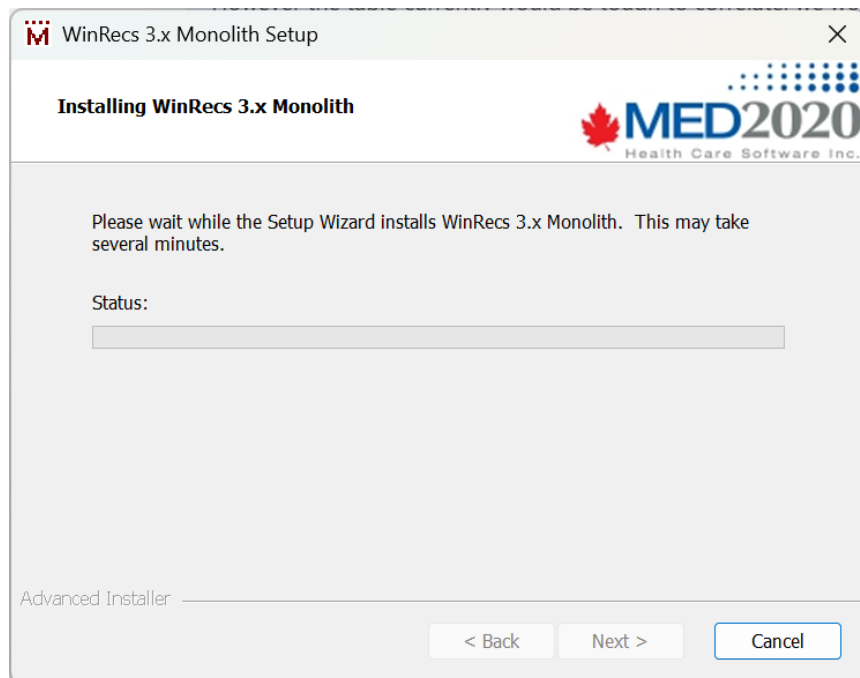 WinRecs 3.x Monolith Setup
Installing WinRecs 3.x Monolith
MED2020
Health Care Software Inc.
Please wait while the Setup Wizard installs WinRecs 3.x Monolith. This may take
several minutes.
Status:
Advanced Installer
< Back
Next >
Cancel